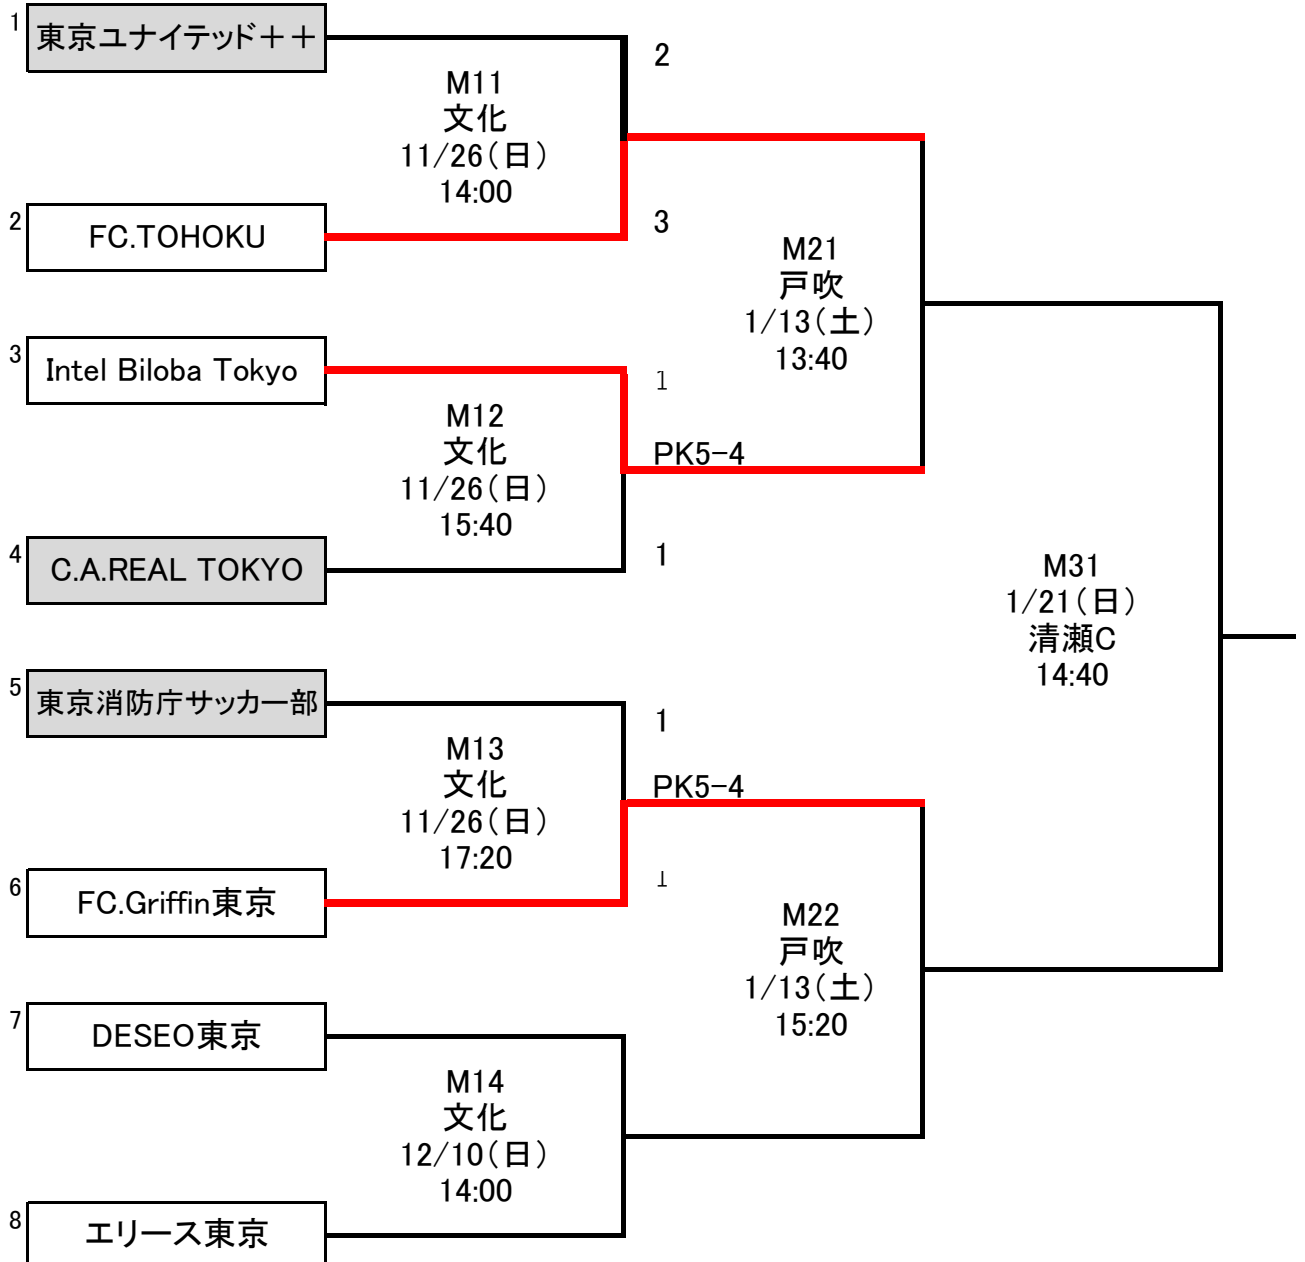 1
東京ユナイテッド＋＋
2
M11
文化
11/26（日）
14:00
2
FC.TOHOKU
3
M21
戸吹
1/13（土）
13:40
3
Intel Biloba Tokyo
1
M12
文化
11/26（日）
15:40
PK5-4
4
C.A.REAL TOKYO
1
M31
1/21（日）
清瀬C
14:40
5
東京消防庁サッカー部
1
M13
文化
11/26（日）
17:20
PK5-4
6
FC.Griffin東京
1
M22
戸吹
1/13（土）
15:20
7
DESEO東京
M14
文化
12/10（日）
14:00
8
エリース東京